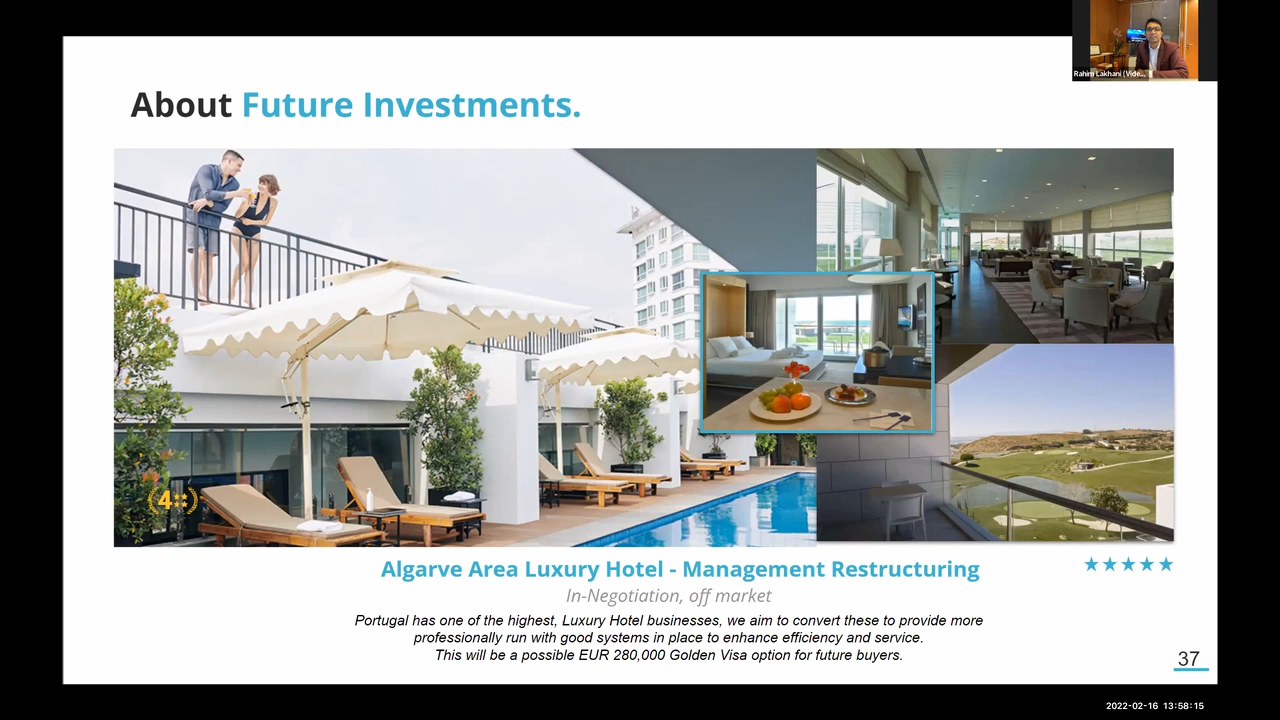 Rahim Lakhani (Vide...
About Future Investments.
4
Algarve Area Luxury Hotel - Management Restructuring
In-Negotiation, off market
Portugal has one of the highest, Luxury Hotel businesses, we aim to convert these to provide more
professionally run with good systems in place to enhance efficiency and service.
This will be a possible EUR 280,000 Golden Visa option for future buyers.
37
2022-02-16 13:58:15